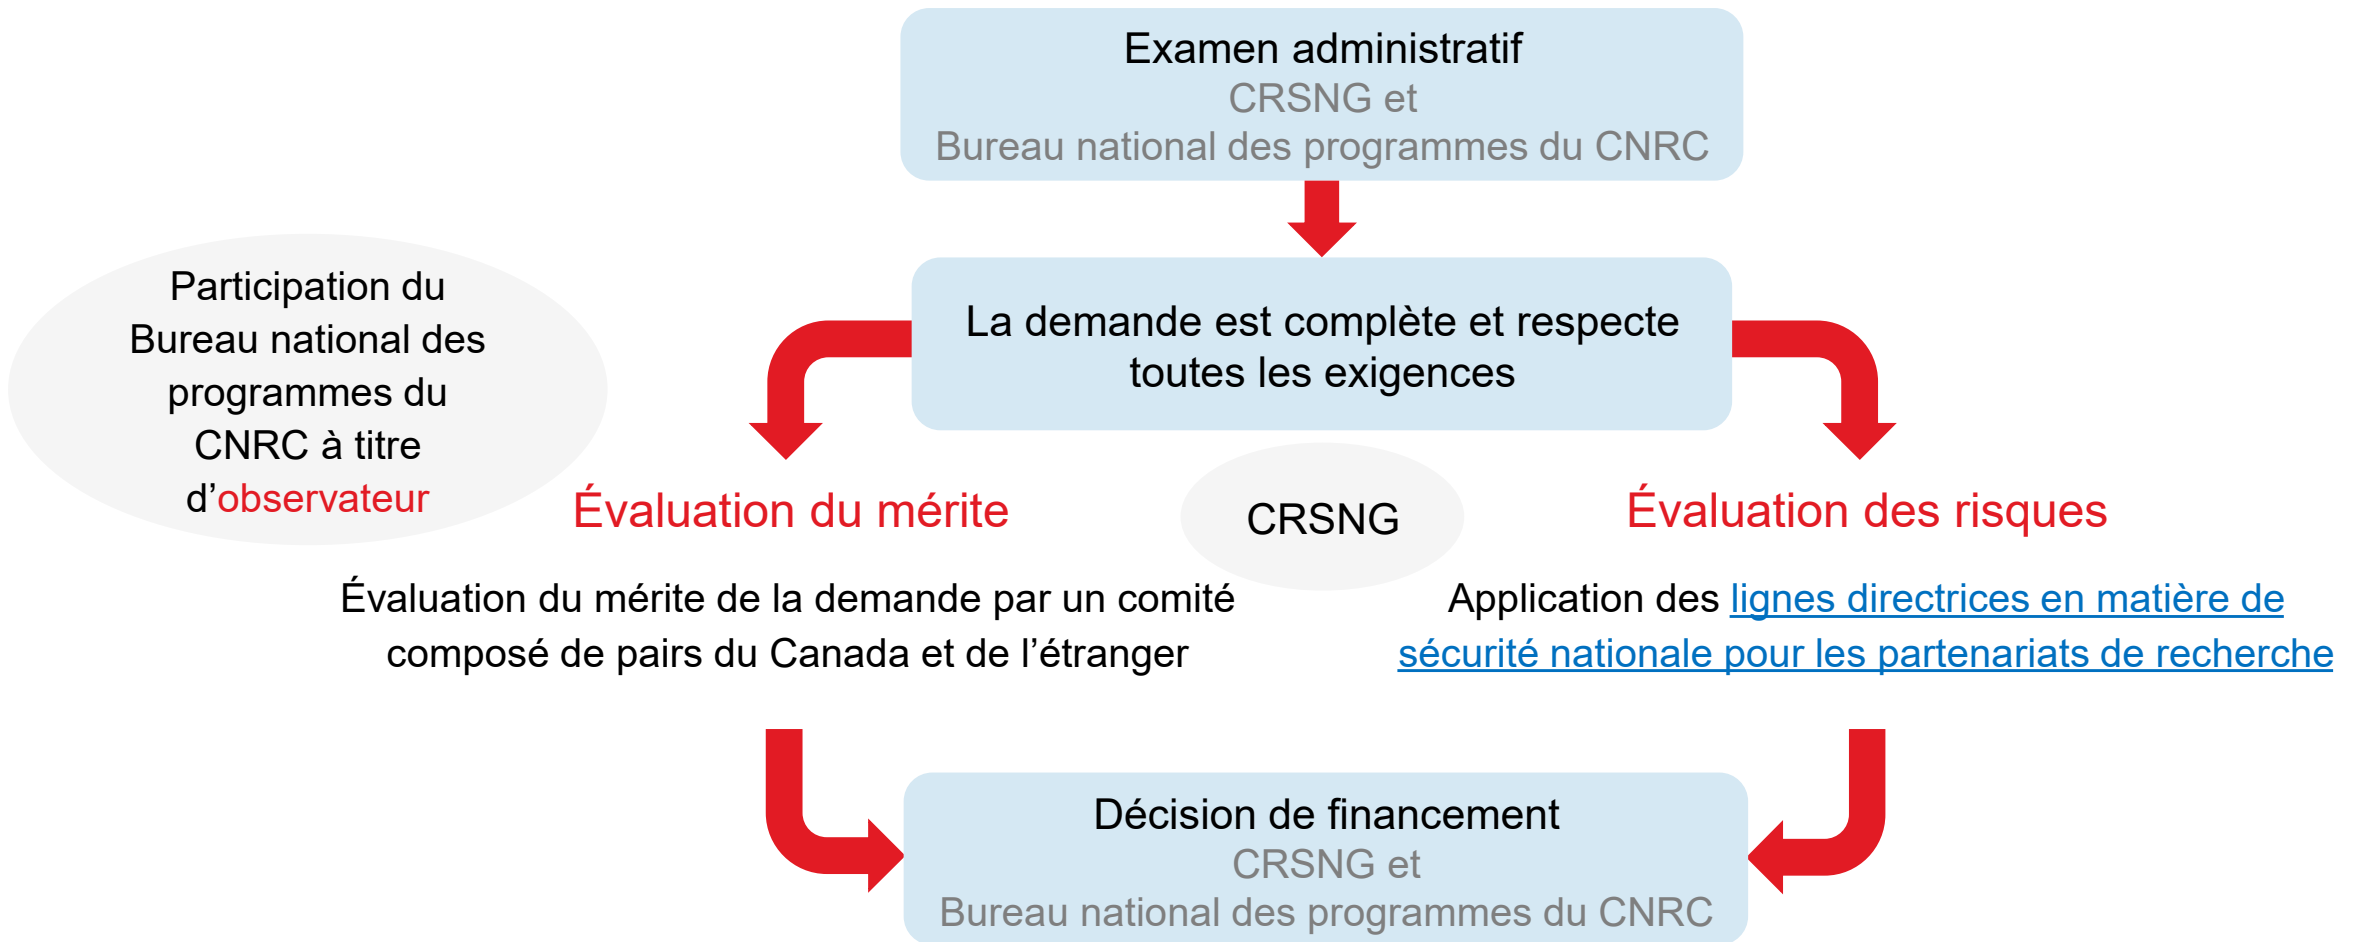 Examen administratif
CRSNG et
Bureau national des programmes du CNRC
La demande est complète et respecte
toutes les exigences
Participation du
Bureau national des
programmes du
CNRC à titre
d’observateur
Évaluation du mérite
Évaluation du mérite de la demande par un comité
composé de pairs du Canada et de l’étranger
CRSNG
Évaluation des risques
Application des lignes directrices en matière de
sécurité nationale pour les partenariats de recherche
Décision de financement
CRSNG et
Bureau national des programmes du CNRC